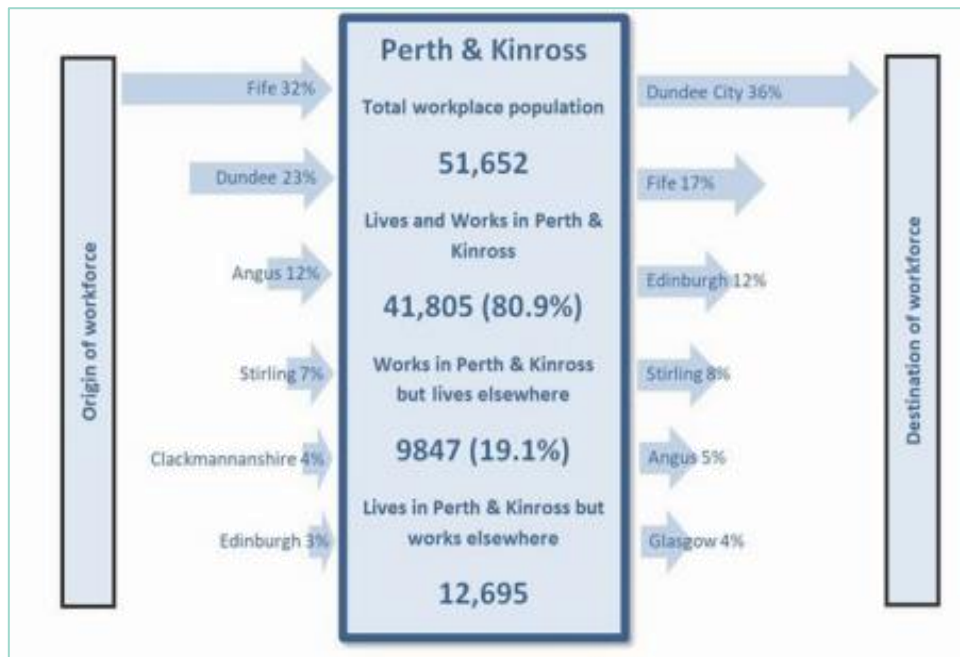 Origin of workforce
Fife 32%
Dundee 23%
Angus 12%
Stirling 7%
Clackmannanshire 4%
Edinburgh 3%
Perth & Kinross
Total workplace population
51,652
Lives and Works in Perth &
Kinross
41,805 (80.9%)
Works in Perth & Kinross
but lives elsewhere
9847 (19.1%)
Lives in Perth & Kinross but
works elsewhere
12,695
Dundee City 36%
Fife 17%
Edinburgh 12%
Stirling 8%
Angus 5%
Glasgow 4%
Destination of workforce